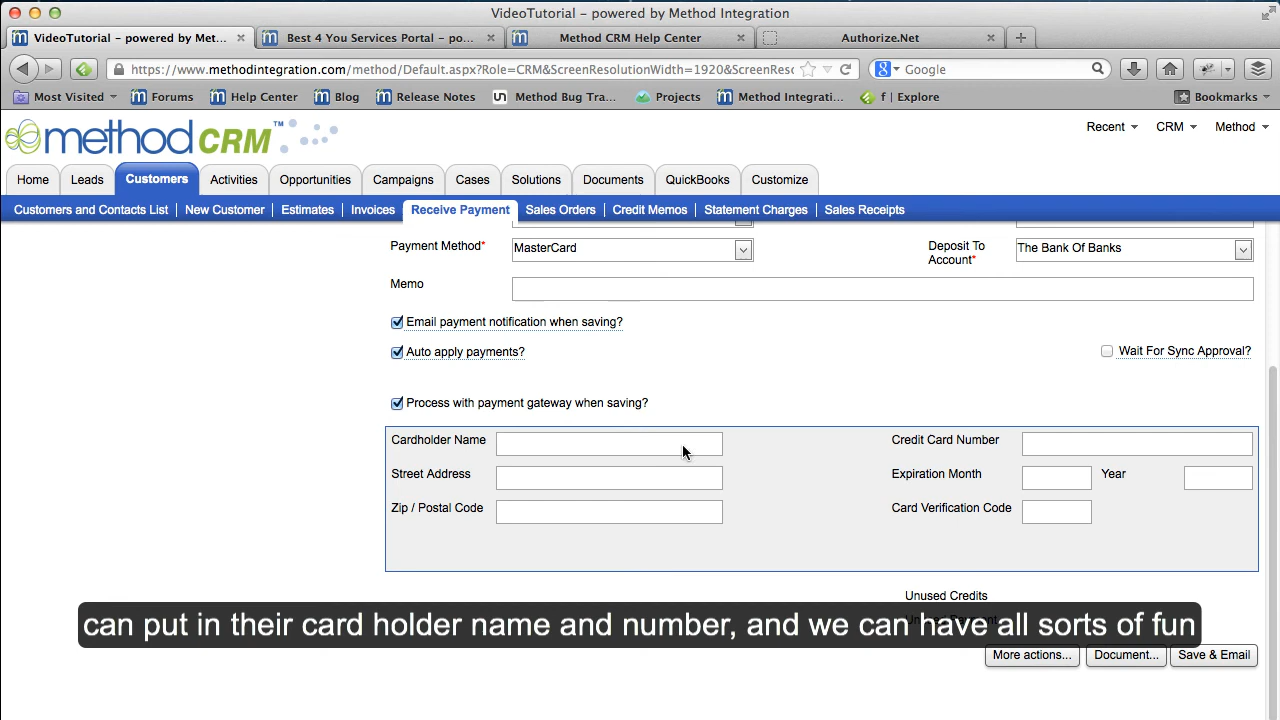 VideoTutorial – powered by Method Integration
VideoTutorial – powered by Met... Best 4 You Services Portal – po... Method CRM Help Center Authorize.Net
https://www.methodintegration.com/method/Default.aspx?Role=CRM&ScreenResolutionWidth=1920&ScreenResc Google
Most Visited Forums Help Center Blog Release Notes Method Bug Tra... Projects Method Integrati... f | Explore Bookmarks
methodCRM™ Recent CRM Method
Home Leads Customers Activities Opportunities Campaigns Cases Solutions Documents QuickBooks Customize
Customers and Contacts List New Customer Estimates Invoices Receive Payment Sales Orders Credit Memos Statement Charges Sales Receipts
Payment Method* MasterCard Deposit To Account* The Bank Of Banks
Memo
Email payment notification when saving?
Auto apply payments? Wait For Sync Approval?
Process with payment gateway when saving?
Cardholder Name Credit Card Number
Street Address Expiration Month Year
Zip / Postal Code Card Verification Code
Unused Credits
can put in their card holder name and number, and we can have all sorts of fun
More actions... Document... Save & Email